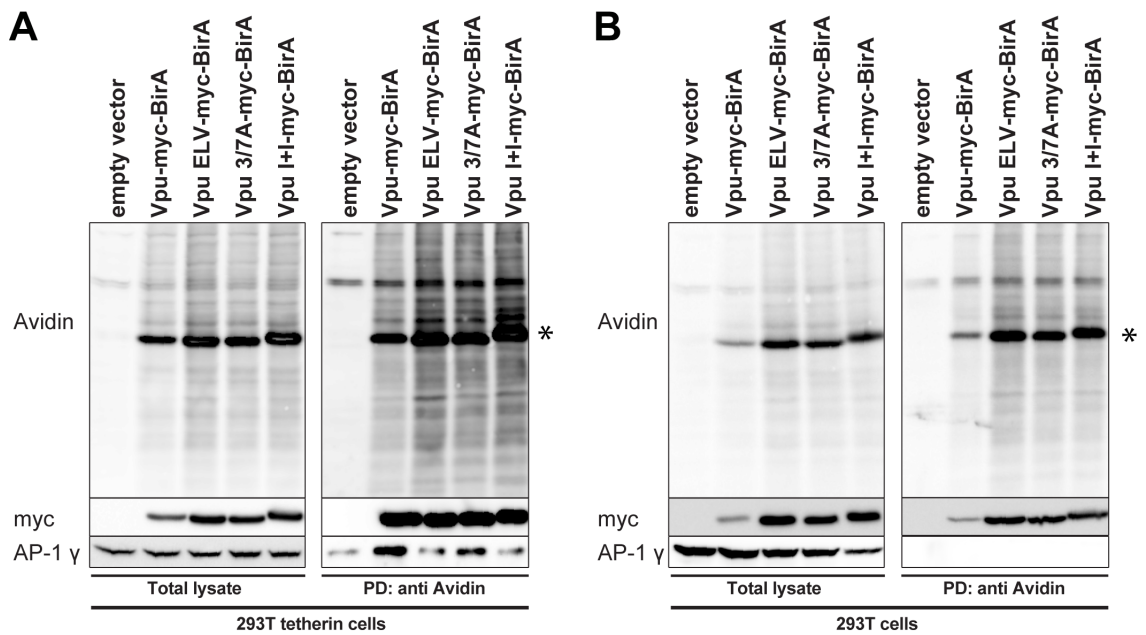 A
B
empty vector
Vpu-myc-BirA
Vpu ELV-myc-BirA
Vpu 3/7A-myc-BirA
Vpu I+I-myc-BirA
empty vector
Vpu-myc-BirA
Vpu ELV-myc-BirA
Vpu 3/7A-myc-BirA
Vpu I+I-myc-BirA
empty vector
Vpu-myc-BirA
Vpu ELV-myc-BirA
Vpu 3/7A-myc-BirA
Vpu I+I-myc-BirA
empty vector
Vpu-myc-BirA
Vpu ELV-myc-BirA
Vpu 3/7A-myc-BirA
Vpu I+I-myc-BirA
Avidin
*
Avidin
*
myc
myc
AP-1 γ
AP-1 γ
Total lysate
PD: anti Avidin
Total lysate
PD: anti Avidin
293T tetherin cells
293T cells